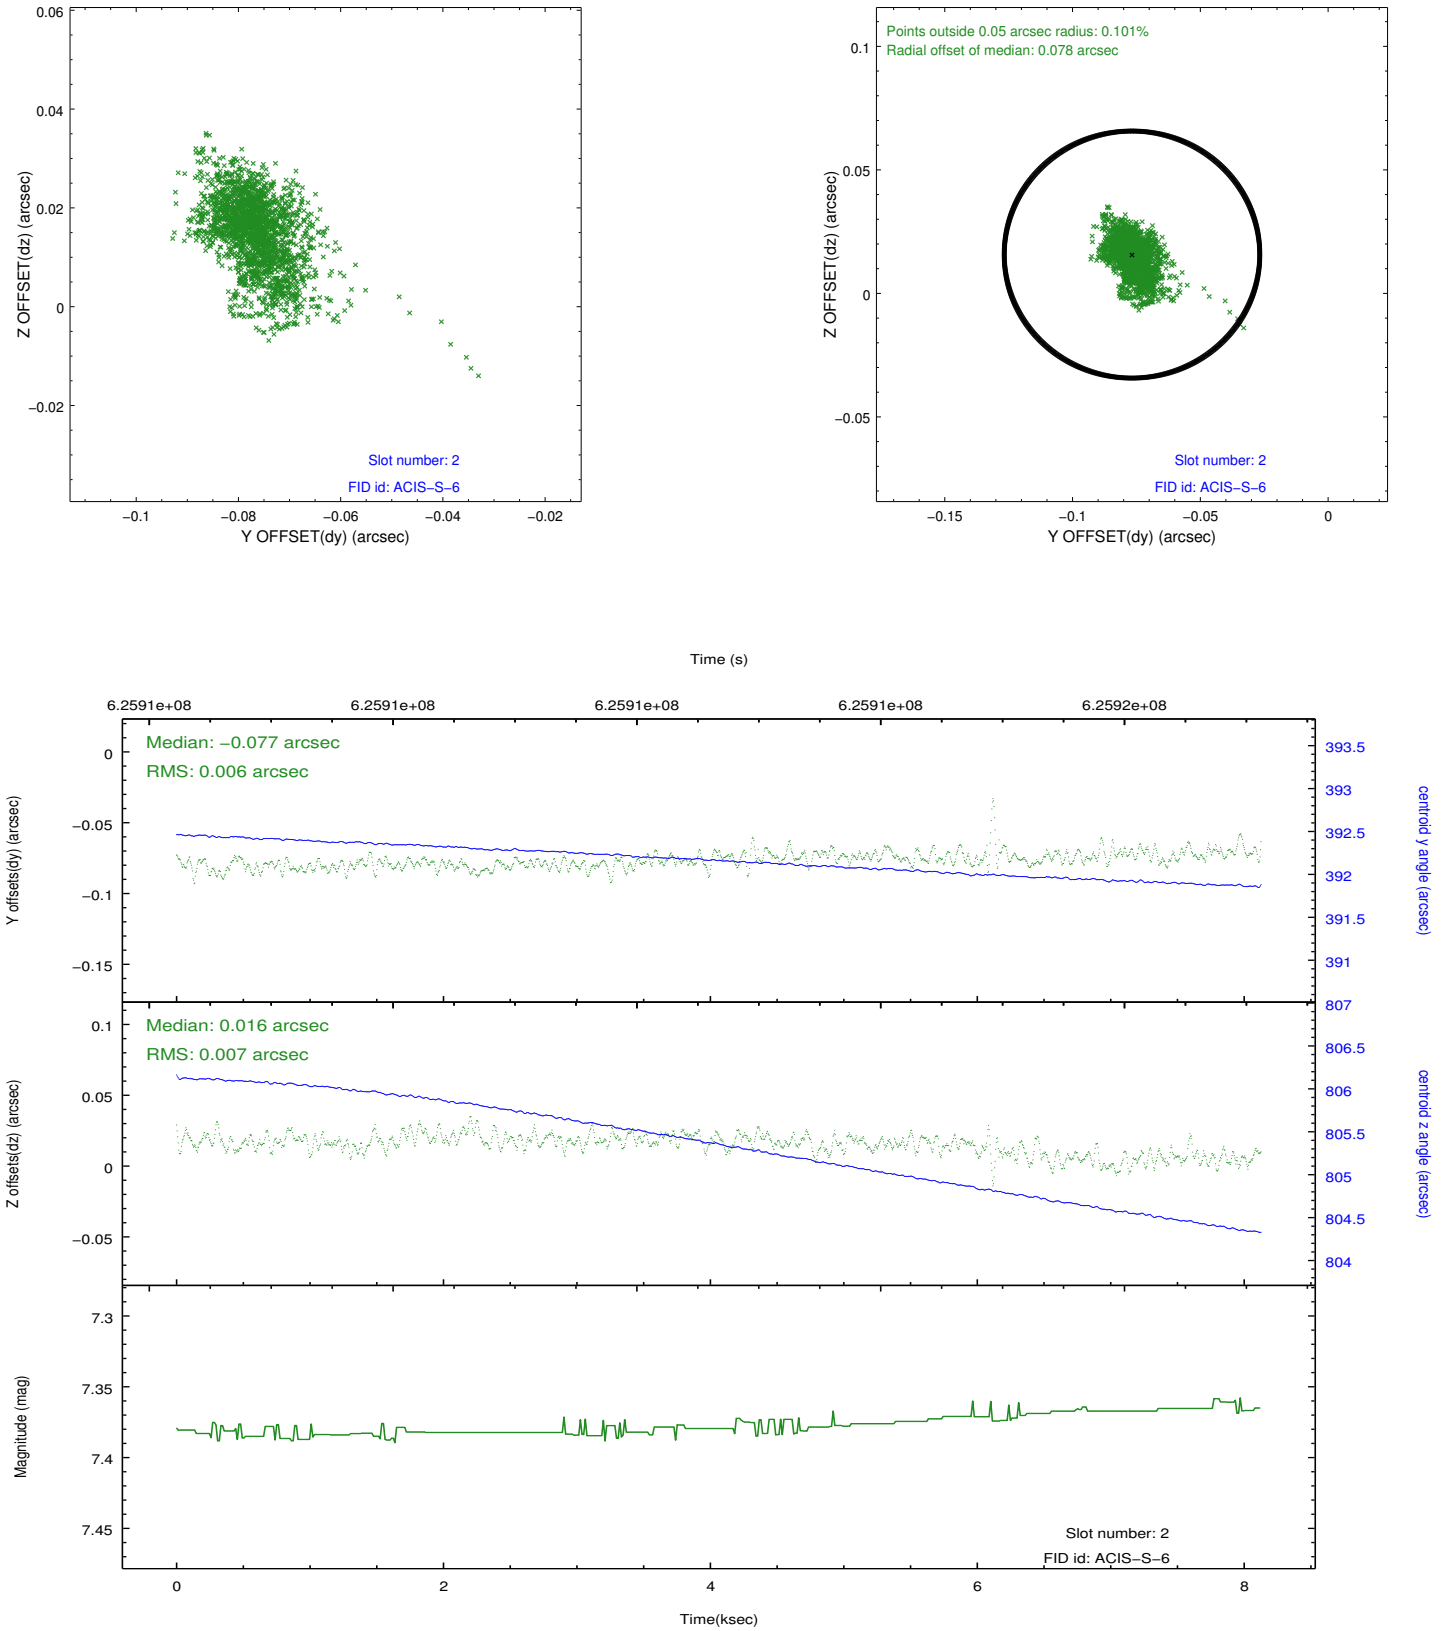 0.06
0.04
0.02
0
−0.02
Z OFFSET(dz) (arcsec)
Slot number: 2
FID id: ACIS−S−6
−0.1 −0.08 −0.06 −0.04 −0.02
Y OFFSET(dy) (arcsec)
Points outside 0.05 arcsec radius: 0.101%
Radial offset of median: 0.078 arcsec
0.1
0.05
0
−0.05
Z OFFSET(dz) (arcsec)
Slot number: 2
FID id: ACIS−S−6
−0.15 −0.1 −0.05 0
Y OFFSET(dy) (arcsec)
Time (s)
6.2591e+08 6.2591e+08 6.2591e+08 6.2591e+08 6.2592e+08
Median: −0.077 arcsec
RMS: 0.006 arcsec
0
−0.05
−0.1
−0.15
Y offsets(dy) (arcsec)
393.5
393
392.5
392
391.5
391
centroid y angle (arcsec)
Median: 0.016 arcsec
RMS: 0.007 arcsec
0.1
0.05
0
−0.05
Z offsets(dz) (arcsec)
807
806.5
806
805.5
805
804.5
804
centroid z angle (arcsec)
7.3
7.35
7.4
7.45
Magnitude (mag)
Slot number: 2
FID id: ACIS−S−6
0 2 4 6 8
Time(ksec)